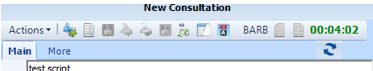 New Consultation
Actions BARB 00:04:02
Main More
test script